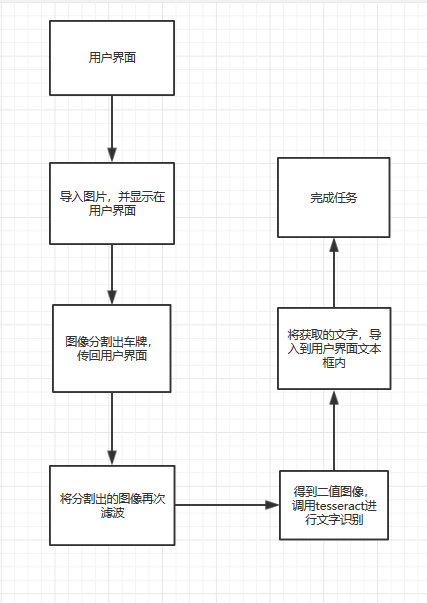 用户界面
导入图片，并显示在
用户界面
图像分割出车牌，
传回用户界面
将分割出的图像再次
滤波
得到二值图像，
调用tesseract进
行文字识别
将获取的文字，导
入到用户界面文本
框内
完成任务